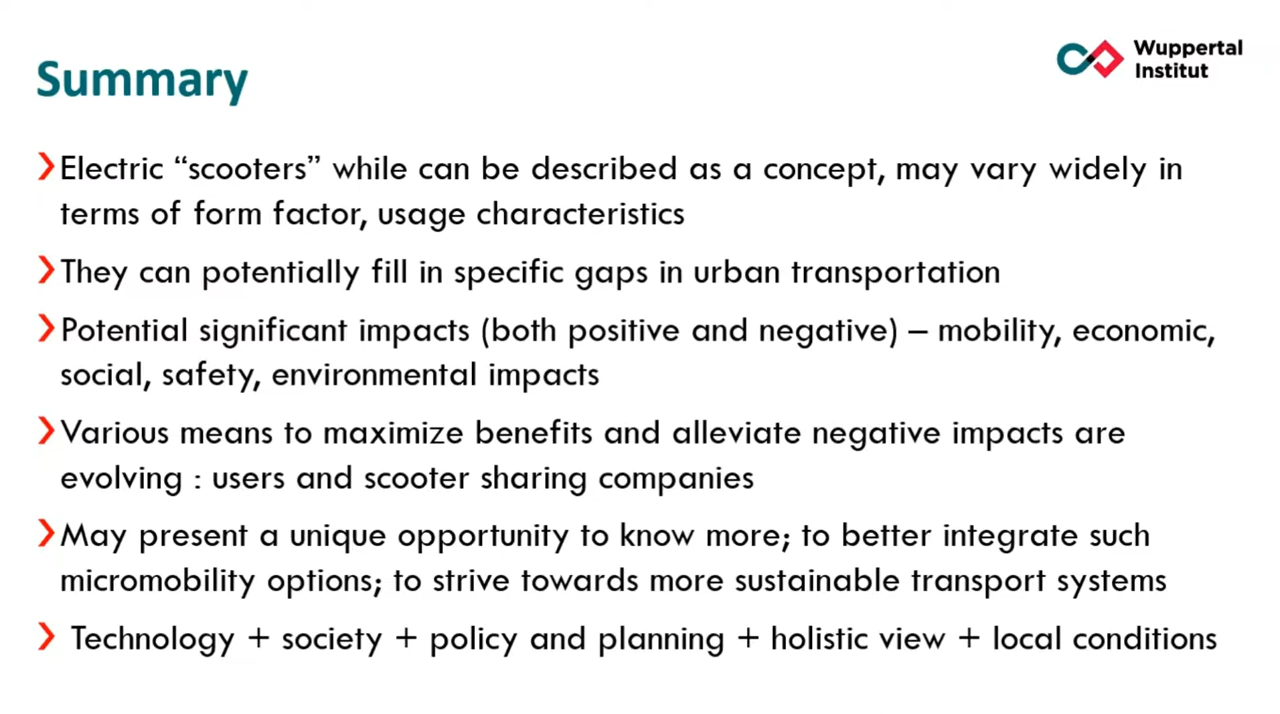 Summary
Wuppertal
Institut
Electric “scooters” while can be described as a concept, may vary widely in
terms of form factor, usage characteristics
They can potentially fill in specific gaps in urban transportation
Potential significant impacts (both positive and negative) – mobility, economic,
social, safety, environmental impacts
Various means to maximize benefits and alleviate negative impacts are
evolving : users and scooter sharing companies
May present a unique opportunity to know more; to better integrate such
micromobility options; to strive towards more sustainable transport systems
Technology + society + policy and planning + holistic view + local conditions